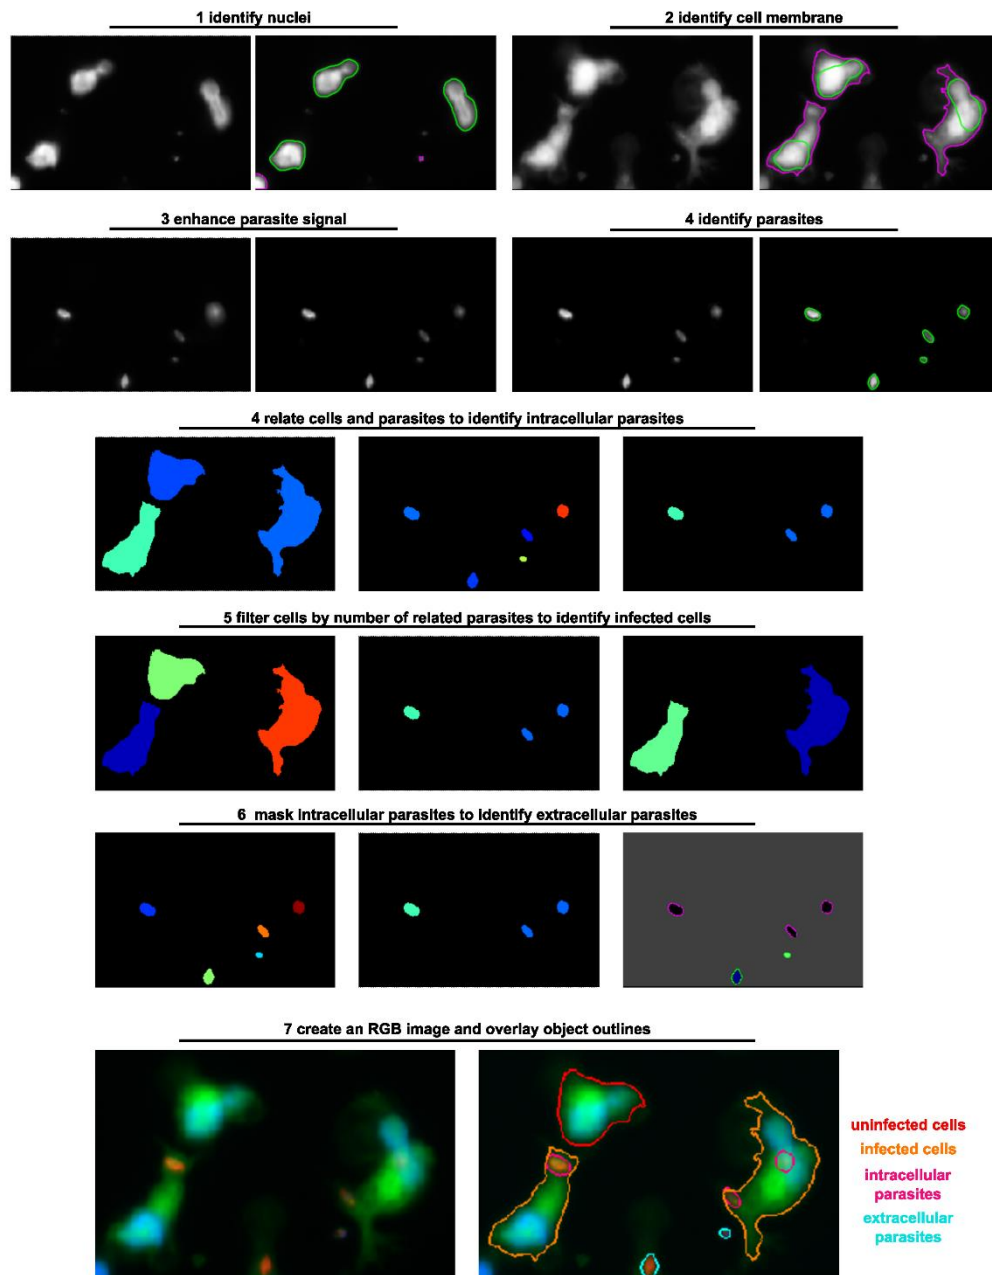 1 identify nuclei
2 identify cell membrane
3 enhance parasite signal
4 identify parasites
4 relate cells and parasites to identify intracellular parasites
5 filter cells by number of related parasites to identify infected cells
6 mask intracellular parasites to identify extracellular parasites
7 create an RGB image and overlay object outlines
uninfected cells
infected cells
intracellular
parasites
extracellular
parasites